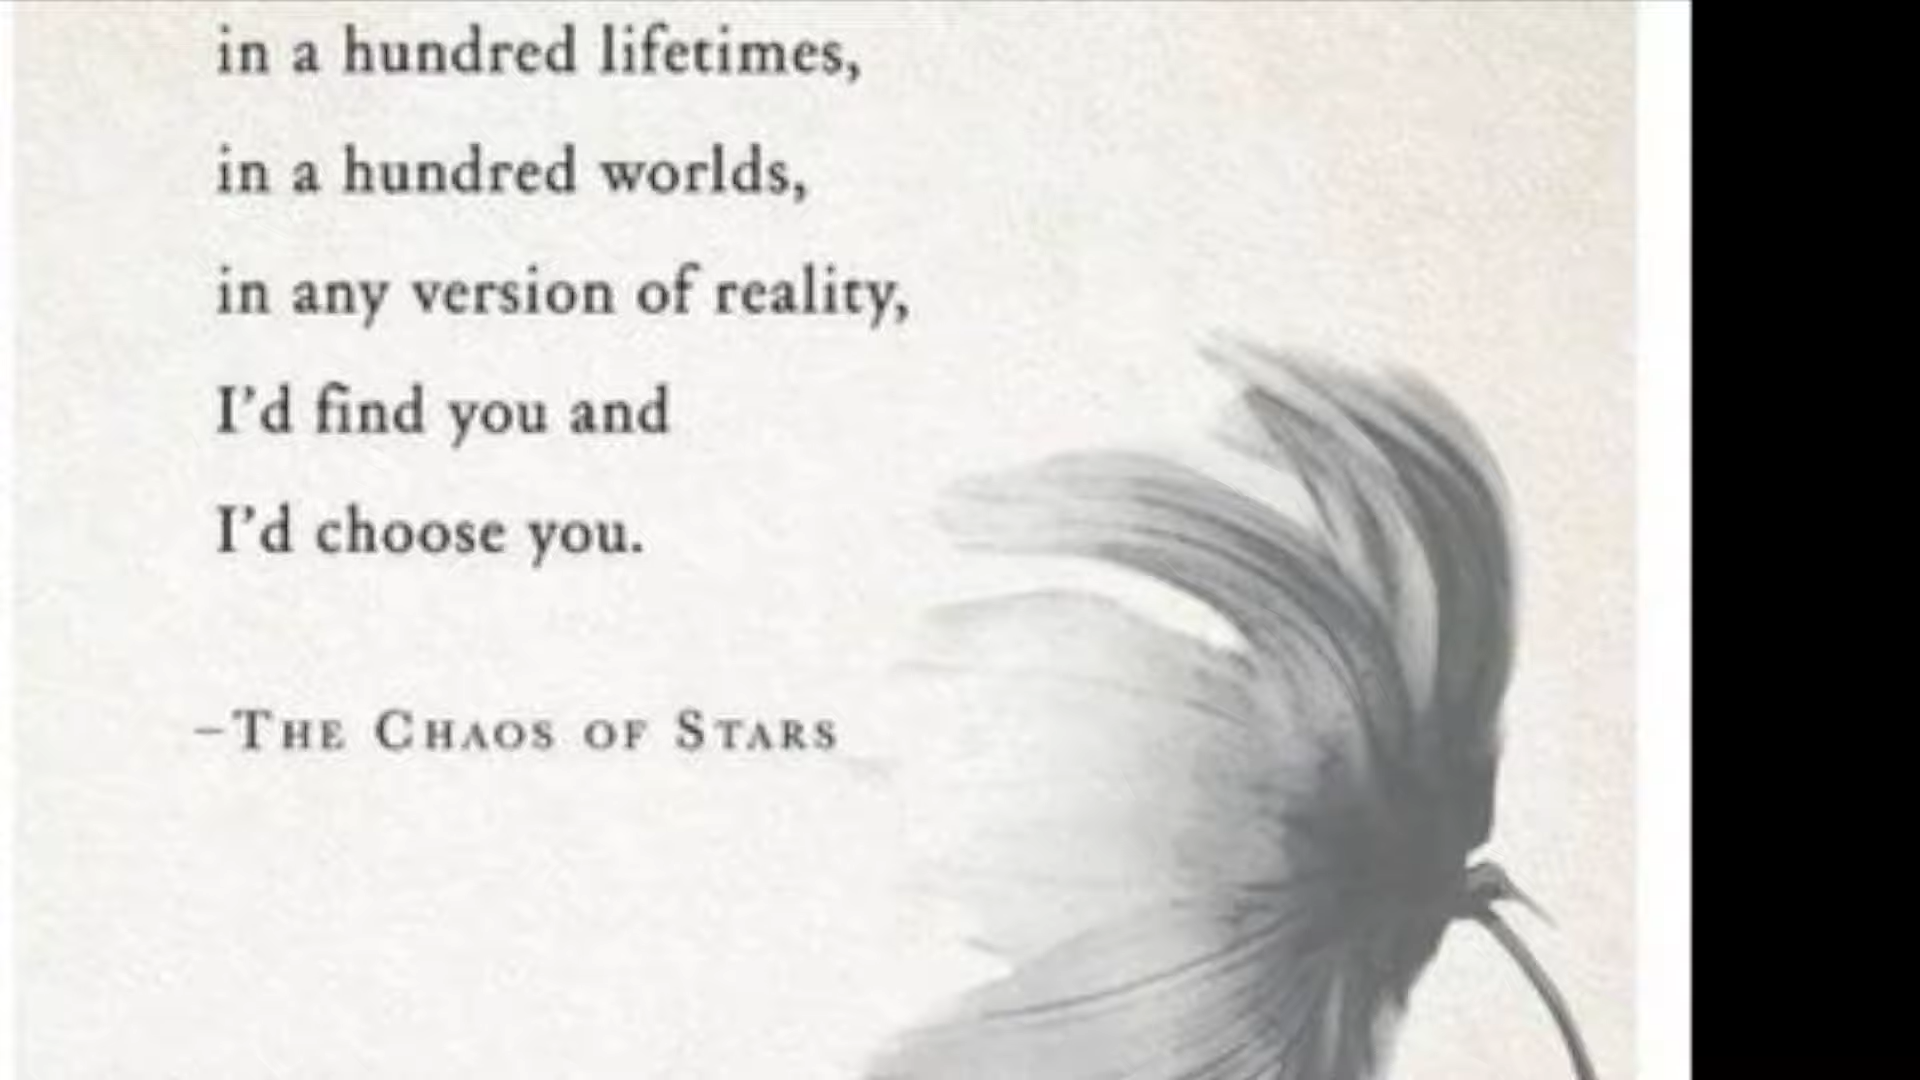 in a hundred lifetimes,
in a hundred worlds,
in any version of reality,
I'd find you and
I'd choose you.
–The Chaos of Stars